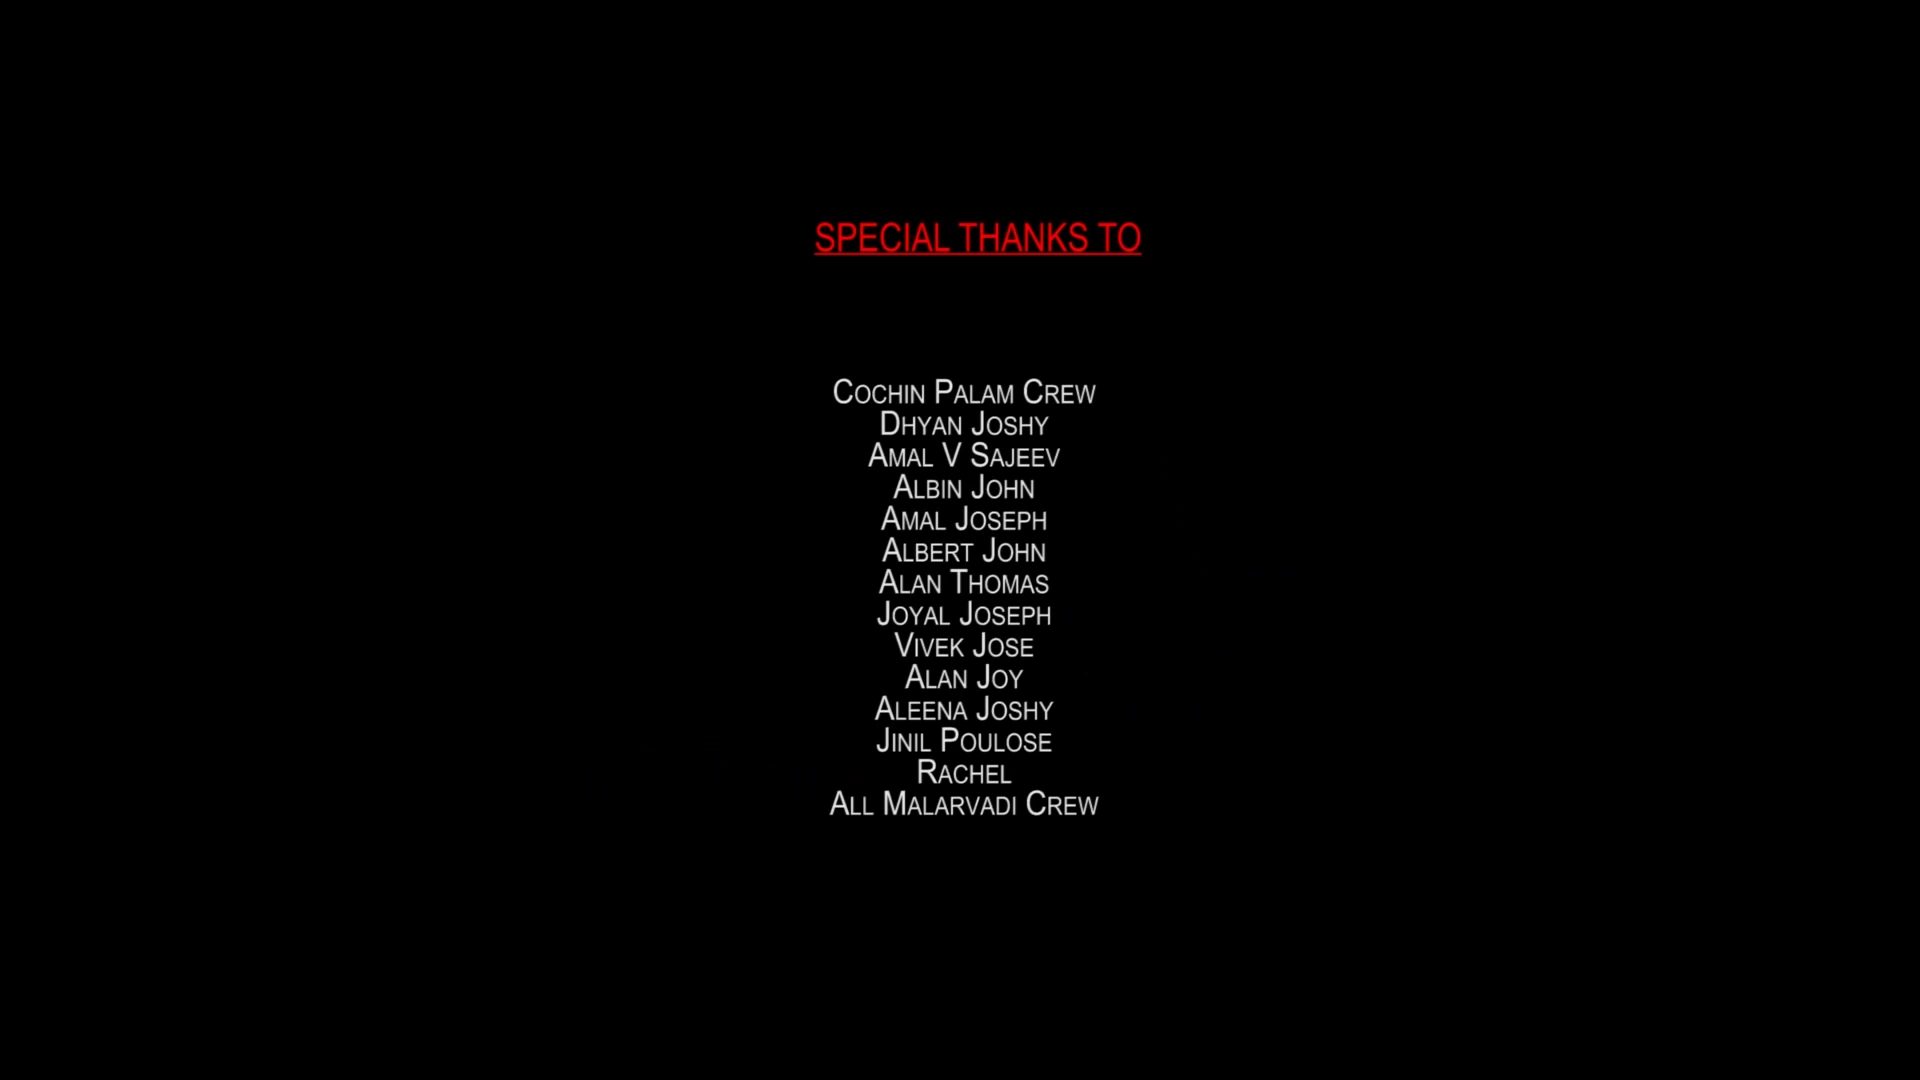 SPECIAL THANKS TO
COCHIN PALAM CREW
DHYAN JOSHY
AMAL V SAJEEV
ALBIN JOHN
AMAL JOSEPH
ALBERT JOHN
ALAN THOMAS
JOYAL JOSEPH
VIVEK JOSE
ALAN JOY
ALEENA JOSHY
JINIL POULOSE
RACHEL
ALL MALARVADI CREW